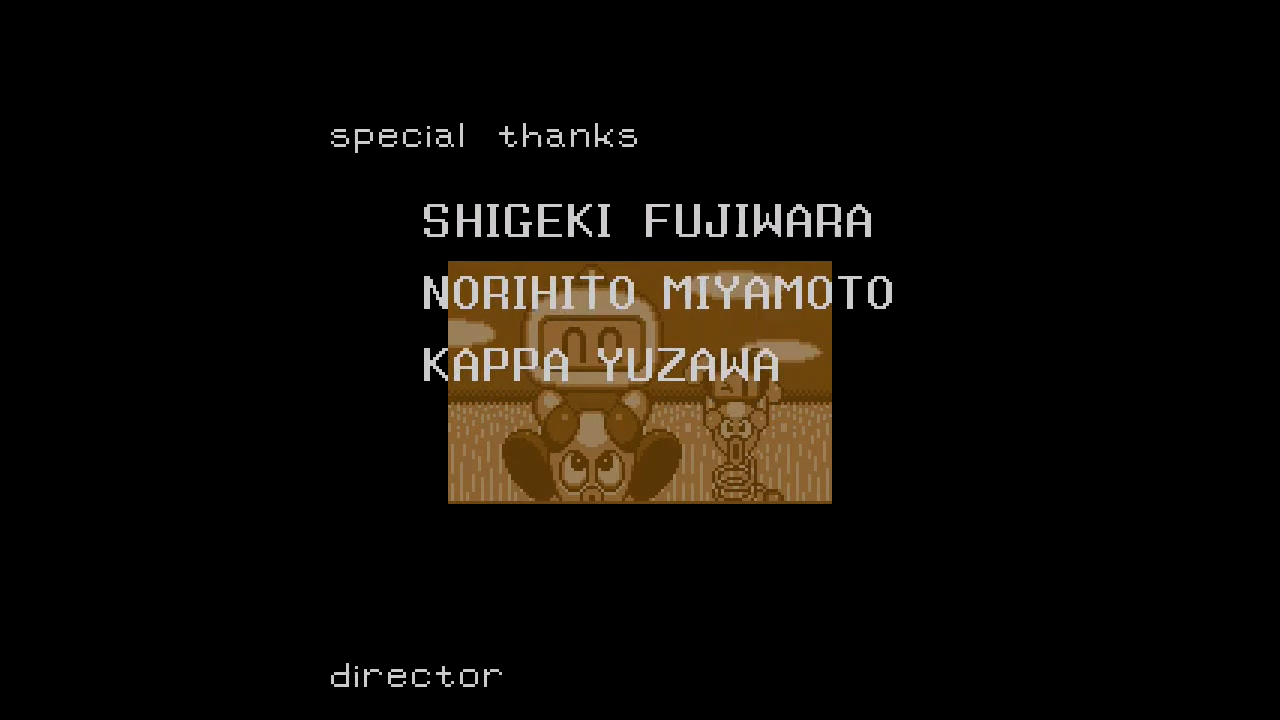 special thanks
SHIGEKI FUJIWARA
NORIHITO MIYAMOTO
KAPPA YUZAWA
director